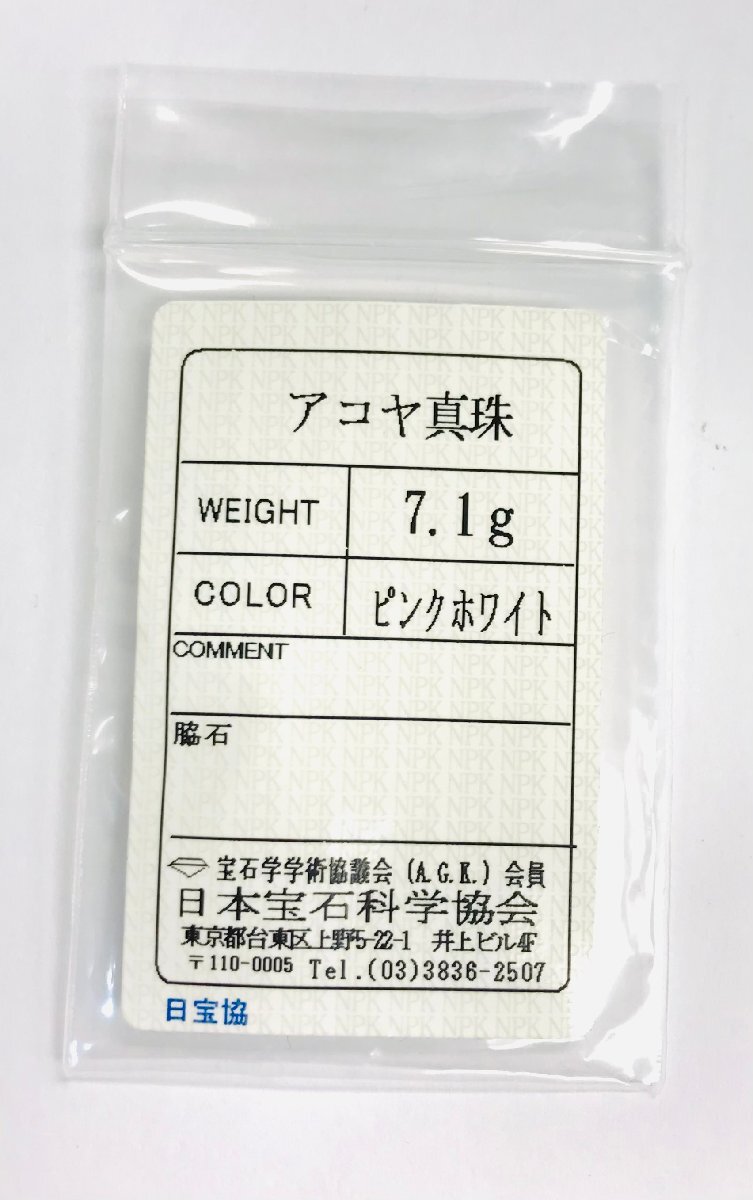 アコヤ真珠
WEIGHT 7.1g
COLOR ピンクホワイト
COMMENT
脇石
宝石学学術協議会 (A.G.K.) 会員
日本宝石科学協会
東京都台東区上野5-22-1 井上ビル4F
〒110-0005 Tel.(03)3836-2507
日宝協